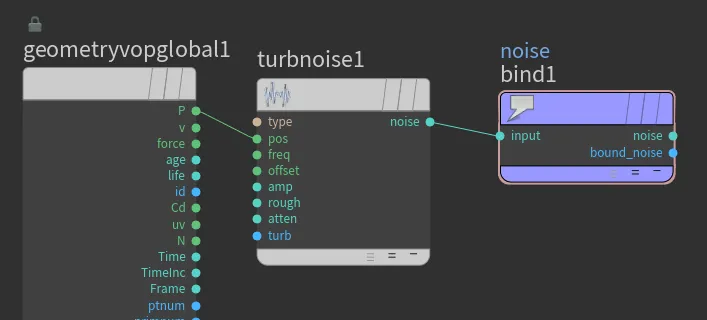 geometryvopglobal1
P
v
force
age
life
id
Cd
uv
N
Time
TimeInc
Frame
ptnum
turbnoise1
type
noise
pos
freq
offset
amp
rough
atten
turb
noise
bind1
input
noise
bound_noise